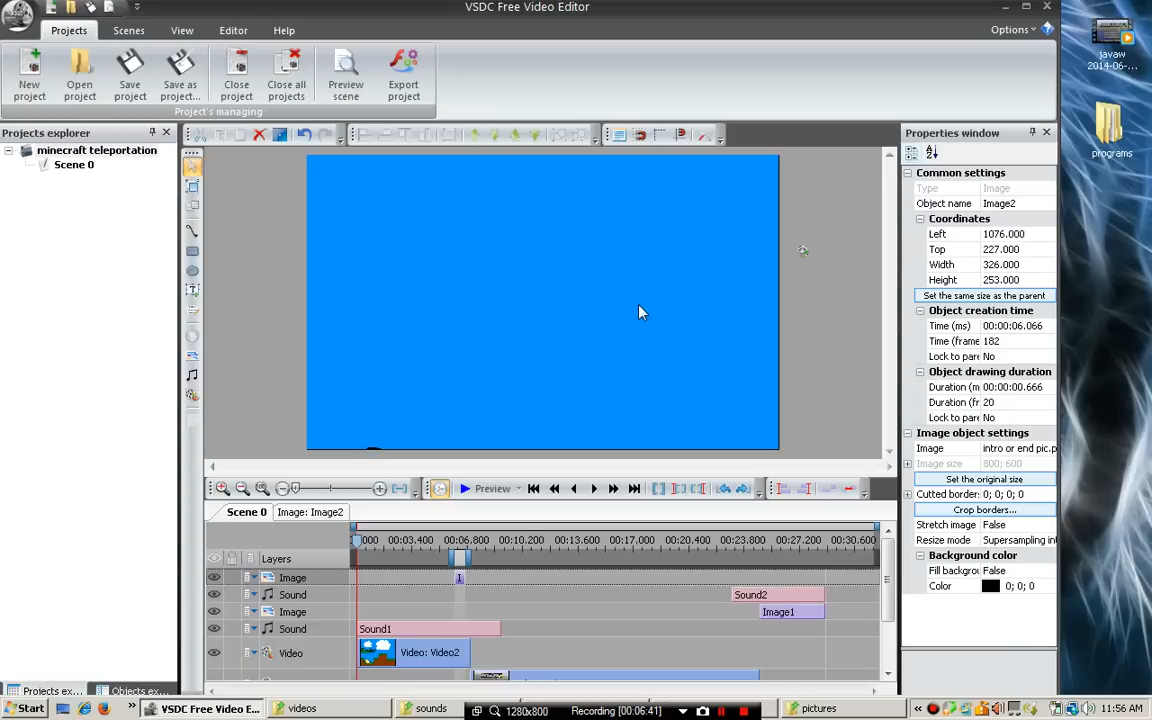 VSDC Free Video Editor
Projects Scenes View Editor Help
Options
New project
Open project
Save project
Save as project...
Close project
Close all projects
Preview scene
Export project
Project's managing
javaw 2014-06-...
programs
Projects explorer
minecraft teleportation
Scene 0
Properties window
Common settings
Type Image
Object name Image2
Coordinates
Left 1076.000
Top 227.000
Width 326.000
Height 253.000
Set the same size as the parent
Object creation time
Time (ms) 00:00:06.066
Time (frame 182
Lock to pare No
Object drawing duration
Duration (m 00:00:00.666
Duration (fr 20
Lock to pare No
Image object settings
Image intro or end pic.p
Image size 800; 600
Set the original size
Cutted border: 0; 0; 0; 0
Crop borders...
Stretch image False
Resize mode Supersampling int
Background color
Fill backgrou False
Color 0; 0; 0
Preview
Scene 0 Image: Image2
000 00:03.400 00:06.800 00:10.200 00:13.600 00:17.000 00:20.400 00:23.800 00:27.200 00:30.600
Layers
Image
Sound Sound2
Image Image1
Sound Sound1
Video Video: Video2
Projects ex... Objects ex...
Start VSDC Free Video E... videos sounds 1280x800 Recording [00:06:41] pictures 11:56 AM